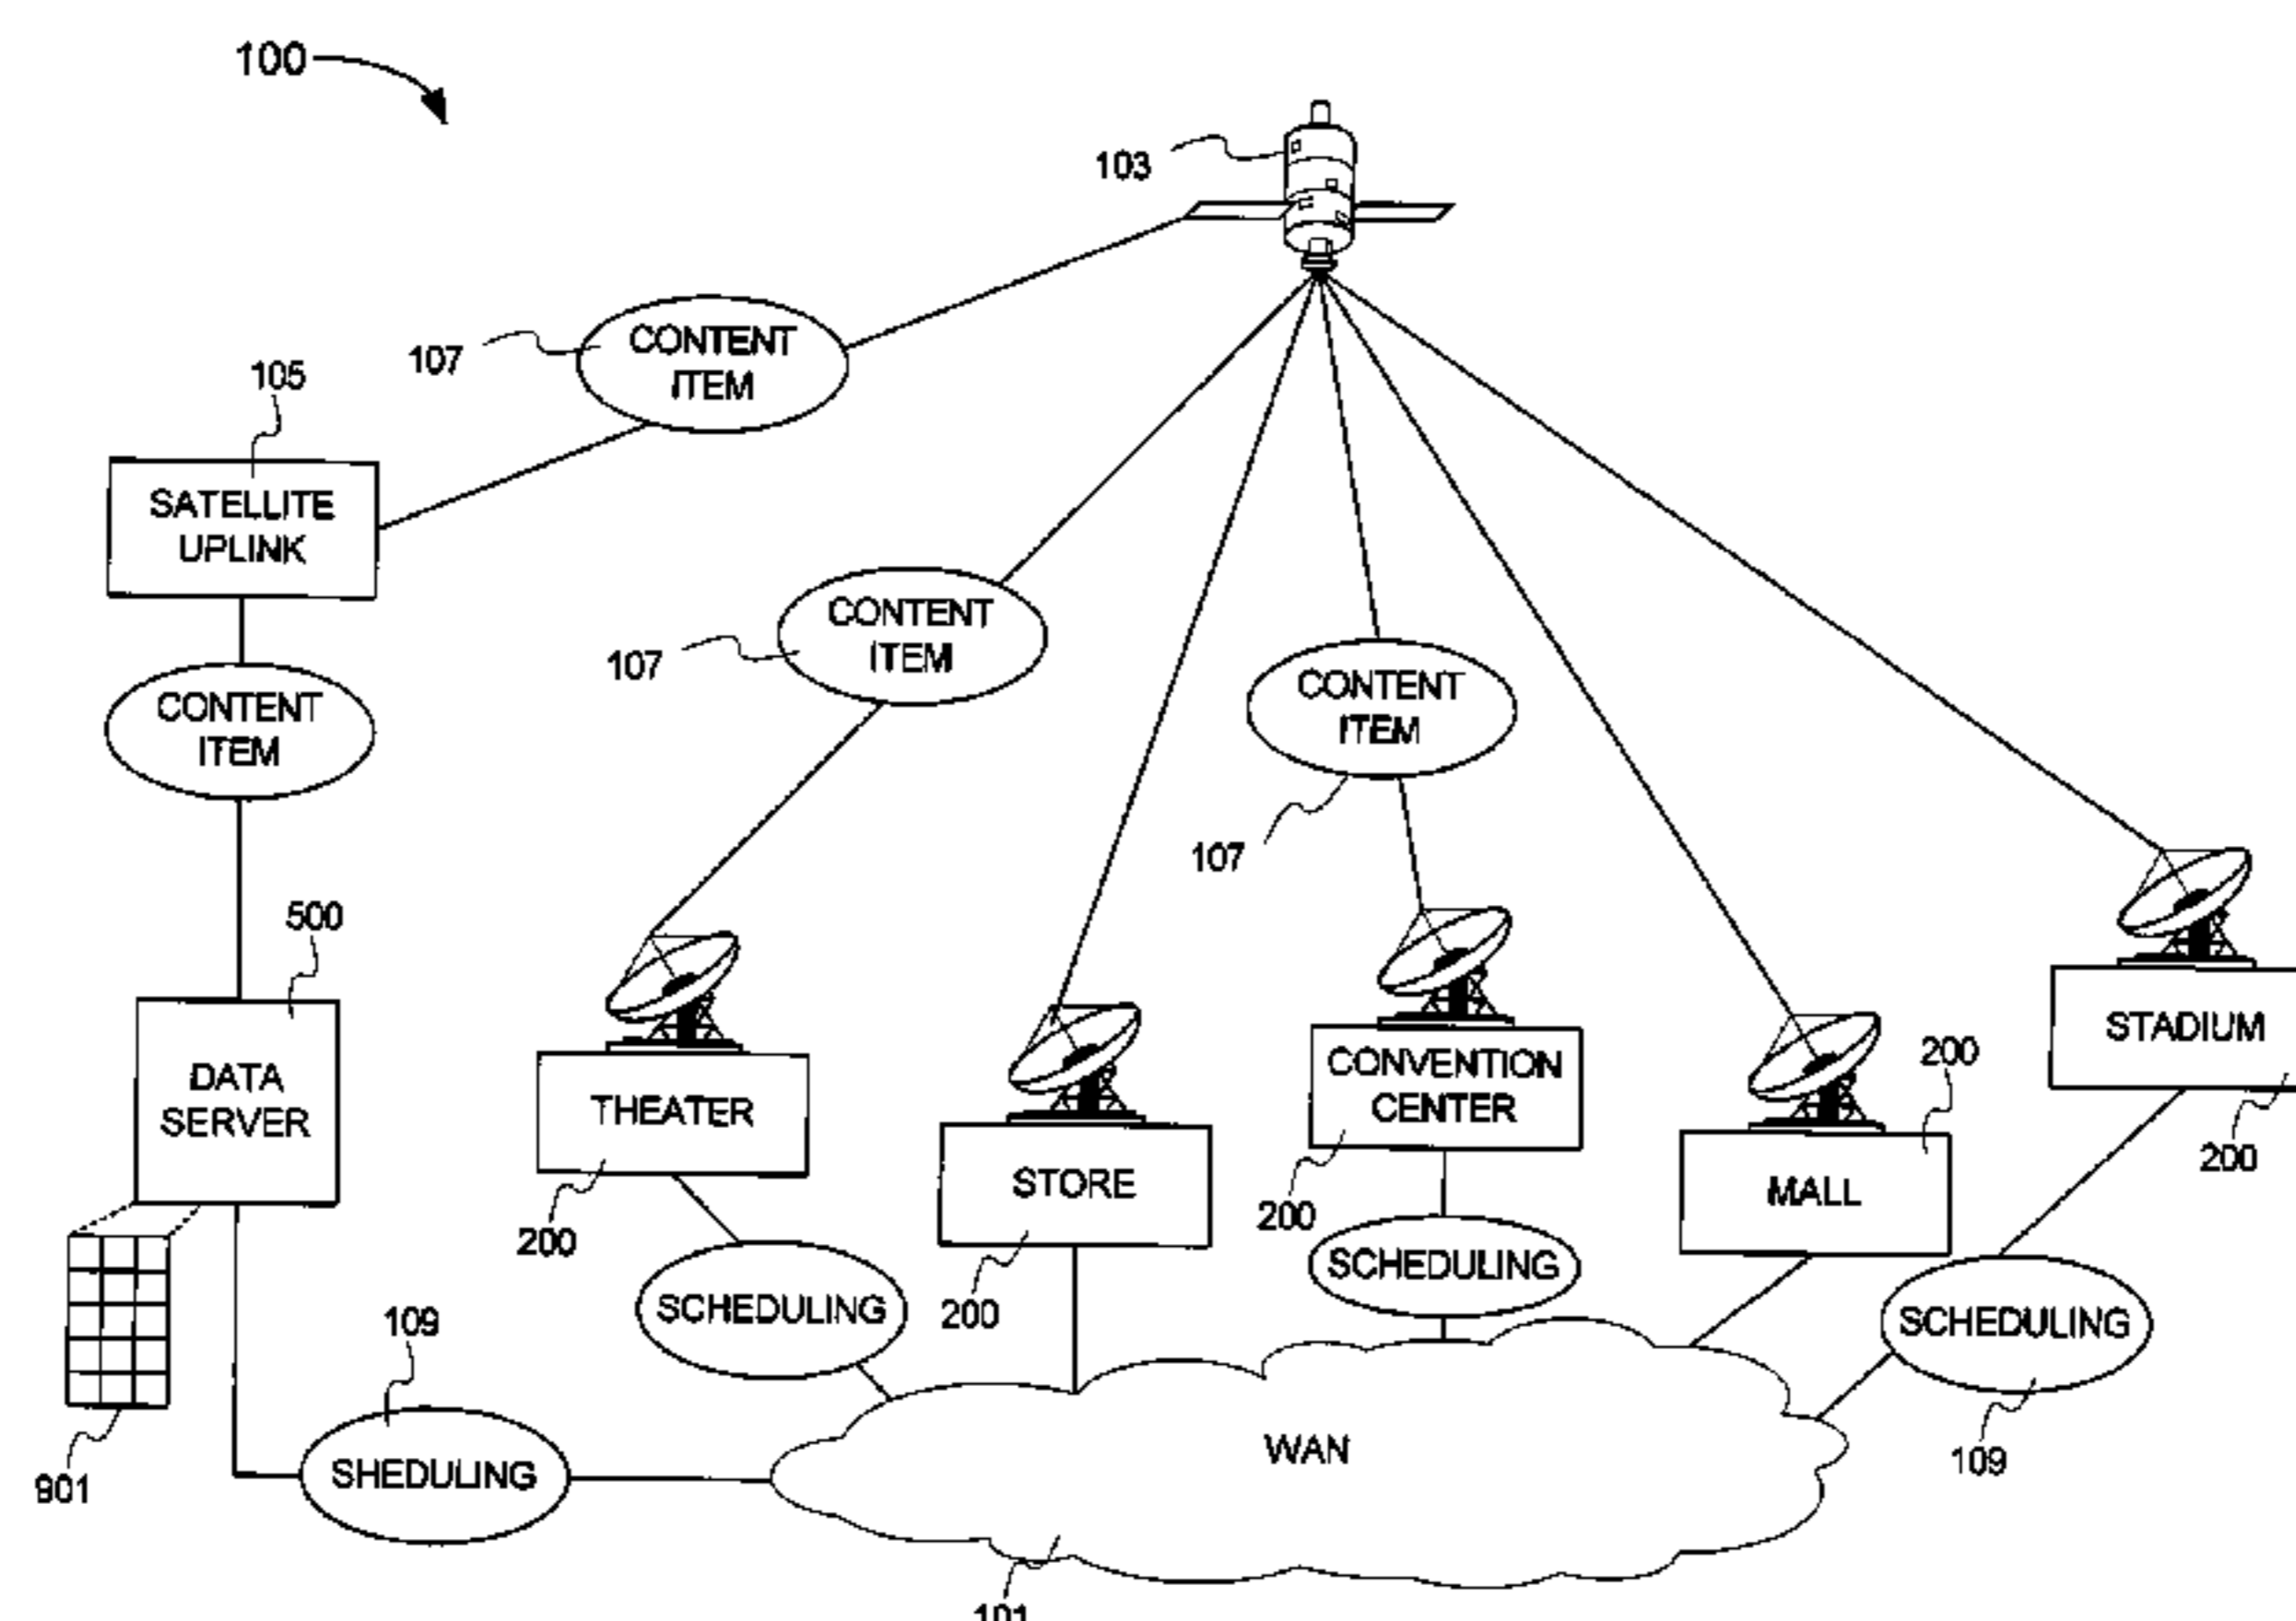 100
103
107
CONTENT
ITEM
105
SATELLITE
UPLINK
107
CONTENT
ITEM
CONTENT
ITEM
CONTENT
ITEM
107
500
DATA
SERVER
THEATER
200
STORE
200
CONVENTION
CENTER
200
MALL
200
STADIUM
200
SCHEDULING
SCHEDULING
SCHEDULING
109
109
SHEDULING
901
WAN
101